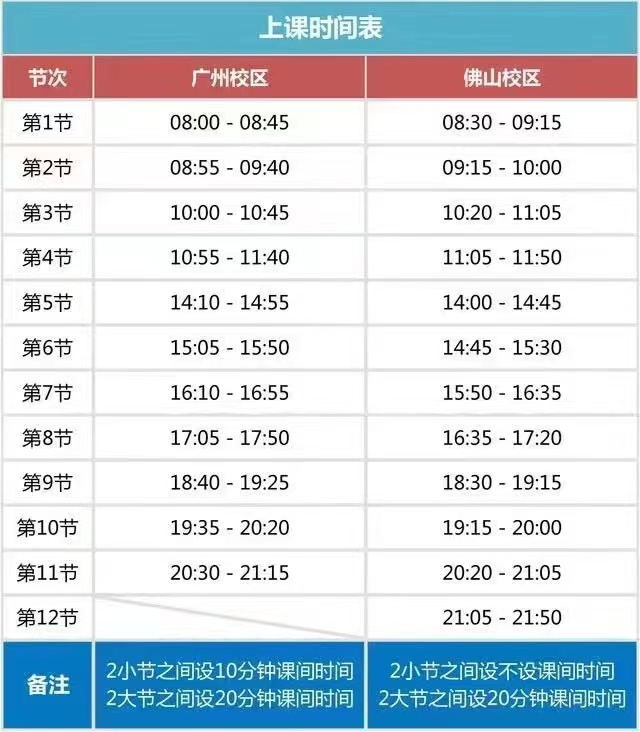 上课时间表
节次 广州校区 佛山校区
第1节 08:00 - 08:45 08:30 - 09:15
第2节 08:55 - 09:40 09:15 - 10:00
第3节 10:00 - 10:45 10:20 - 11:05
第4节 10:55 - 11:40 11:05 - 11:50
第5节 14:10 - 14:55 14:00 - 14:45
第6节 15:05 - 15:50 14:45 - 15:30
第7节 16:10 - 16:55 15:50 - 16:35
第8节 17:05 - 17:50 16:35 - 17:20
第9节 18:40 - 19:25 18:30 - 19:15
第10节 19:35 - 20:20 19:15 - 20:00
第11节 20:30 - 21:15 20:20 - 21:05
第12节 21:05 - 21:50
备注 2小节之间设10分钟课间时间 2小节之间设不设课间时间
2大节之间设20分钟课间时间 2大节之间设20分钟课间时间